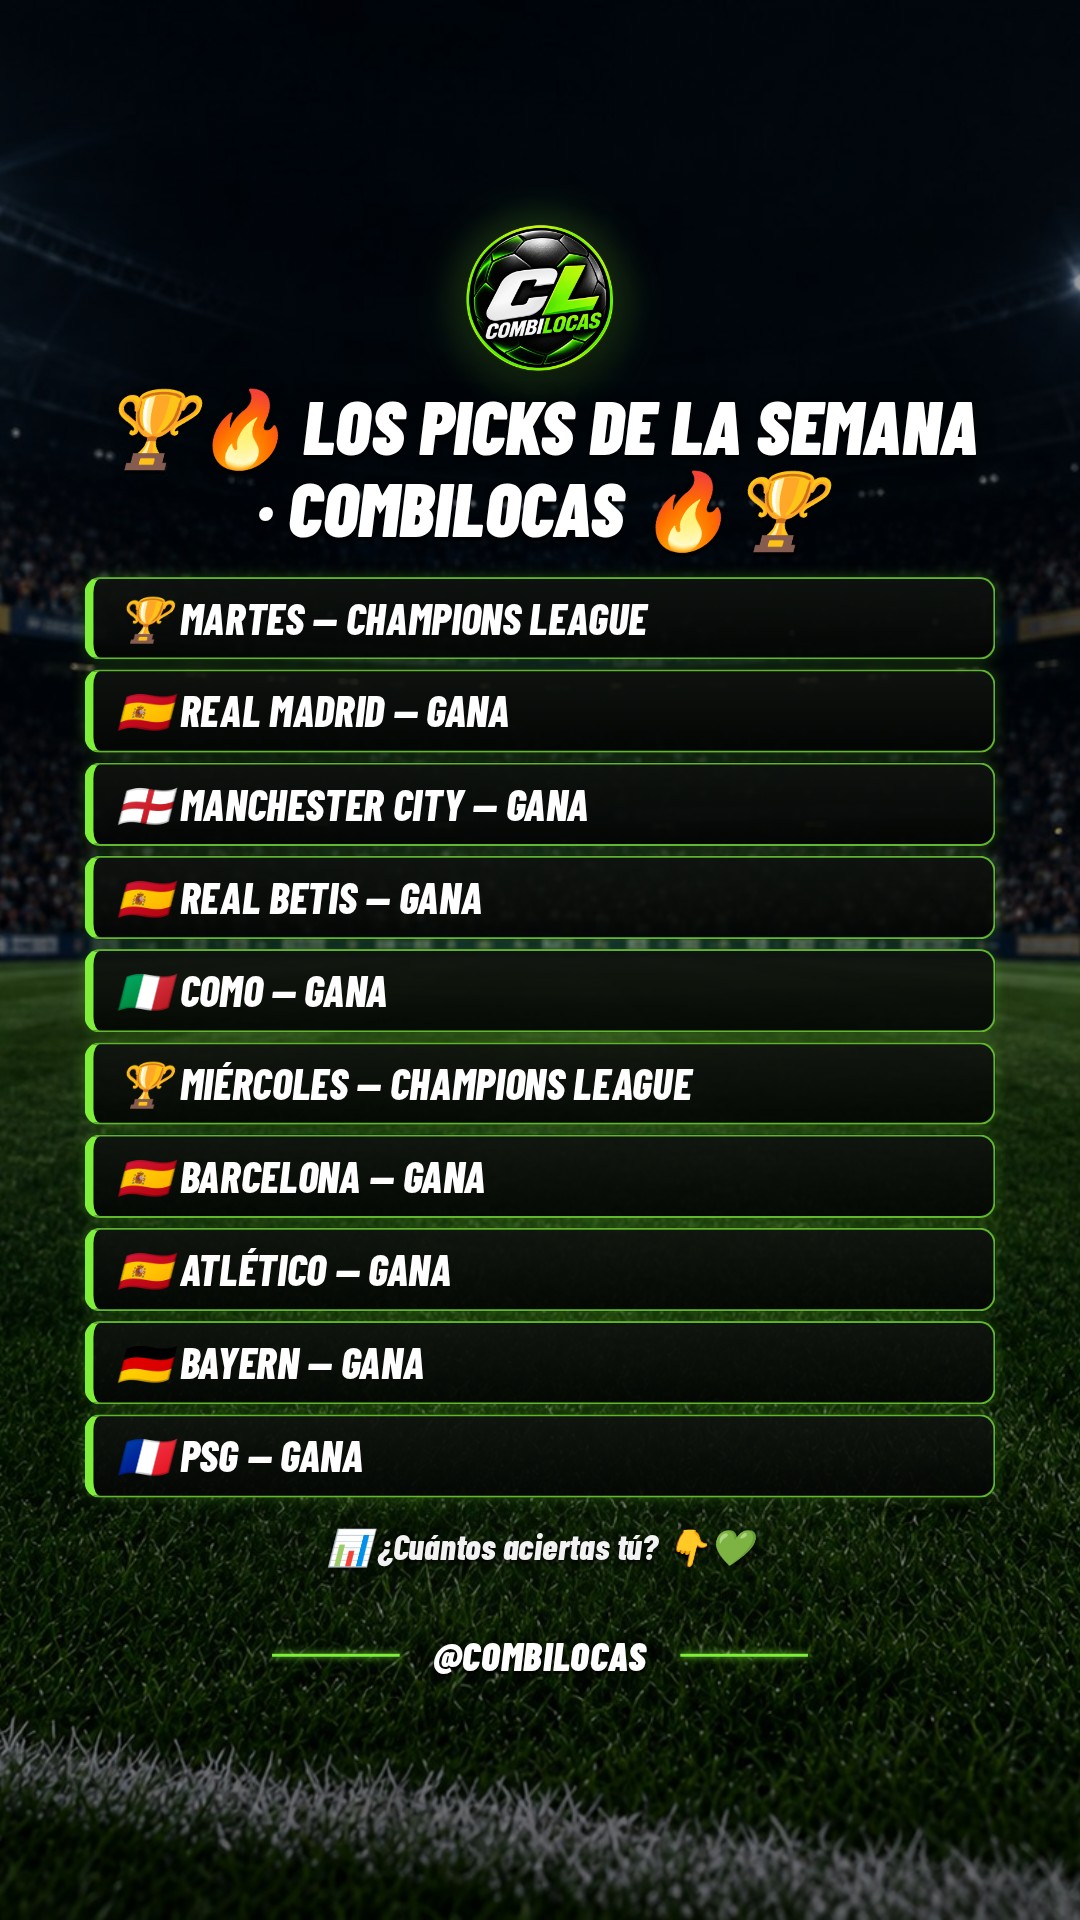 CL
COMBILOCAS
🏆🔥 LOS PICKS DE LA SEMANA
· COMBILOCAS 🔥 🏆
🏆 MARTES — CHAMPIONS LEAGUE
🇪🇸 REAL MADRID — GANA
🏴󠁧󠁢󠁥󠁮󠁧󠁿 MANCHESTER CITY — GANA
🇪🇸 REAL BETIS — GANA
🇮🇹 COMO — GANA
🏆 MIÉRCOLES — CHAMPIONS LEAGUE
🇪🇸 BARCELONA — GANA
🇪🇸 ATLÉTICO — GANA
🇩🇪 BAYERN — GANA
🇫🇷 PSG — GANA
📊 ¿Cuántos aciertas tú? 👇💚
@COMBILOCAS